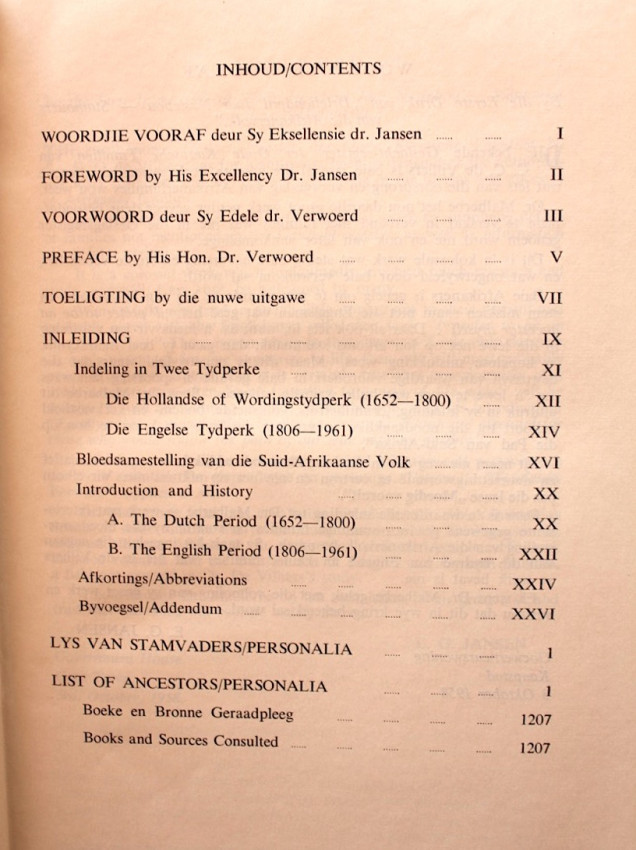 INHOUD/CONTENTS
WOORDJIE VOORAF deur Sy Eksellensie dr. Jansen ...... ...... I
FOREWORD by His Excellency Dr. Jansen ...... ...... II
VOORWOORD deur Sy Edele dr. Verwoerd ...... ...... III
PREFACE by His Hon. Dr. Verwoerd ...... ...... ...... V
TOELIGTING by die nuwe uitgawe ...... ...... ...... VII
INLEIDING ...... ...... ...... ...... ...... IX
Indeling in Twee Tydperke ...... ...... ...... ...... XI
Die Hollandse of Wordingstydperk (1652—1800) ...... XII
Die Engelse Tydperk (1806—1961) ...... ...... ...... XIV
Bloedsamestelling van die Suid-Afrikaanse Volk ...... ...... XVI
Introduction and History ...... ...... ...... XX
A. The Dutch Period (1652—1800) ...... ...... ...... XX
B. The English Period (1806—1961) ...... ...... ...... XXII
Afkortings/Abbreviations ...... ...... ...... ...... XXIV
Byvoegsel/Addendum ...... ...... ...... ...... ...... XXVI
LYS VAN STAMVADERS/PERSONALIA ...... ...... ...... 1
LIST OF ANCESTORS/PERSONALIA ...... ...... ...... 1
Boeke en Bronne Geraadpleeg ...... ...... ...... ...... 1207
Books and Sources Consulted ...... ...... ...... ...... ...... 1207